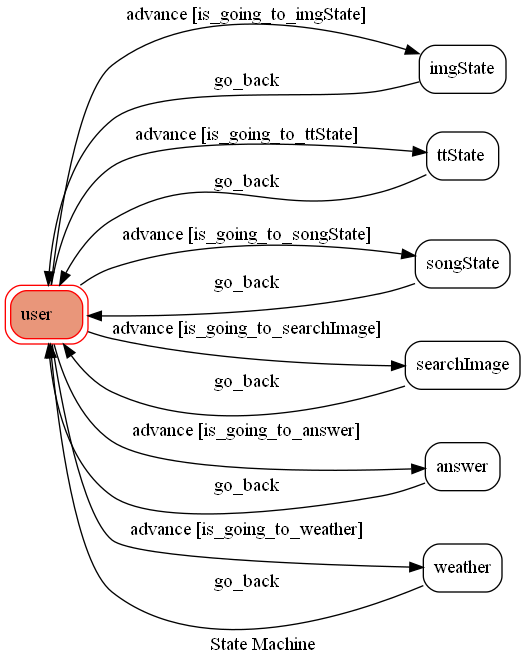 advance [is_going_to_imgState]
imgState
go_back
advance [is_going_to_ttState]
ttState
go_back
advance [is_going_to_songState]
songState
go_back
user
advance [is_going_to_searchImage]
searchImage
go_back
advance [is_going_to_answer]
answer
go_back
advance [is_going_to_weather]
weather
go_back
State Machine